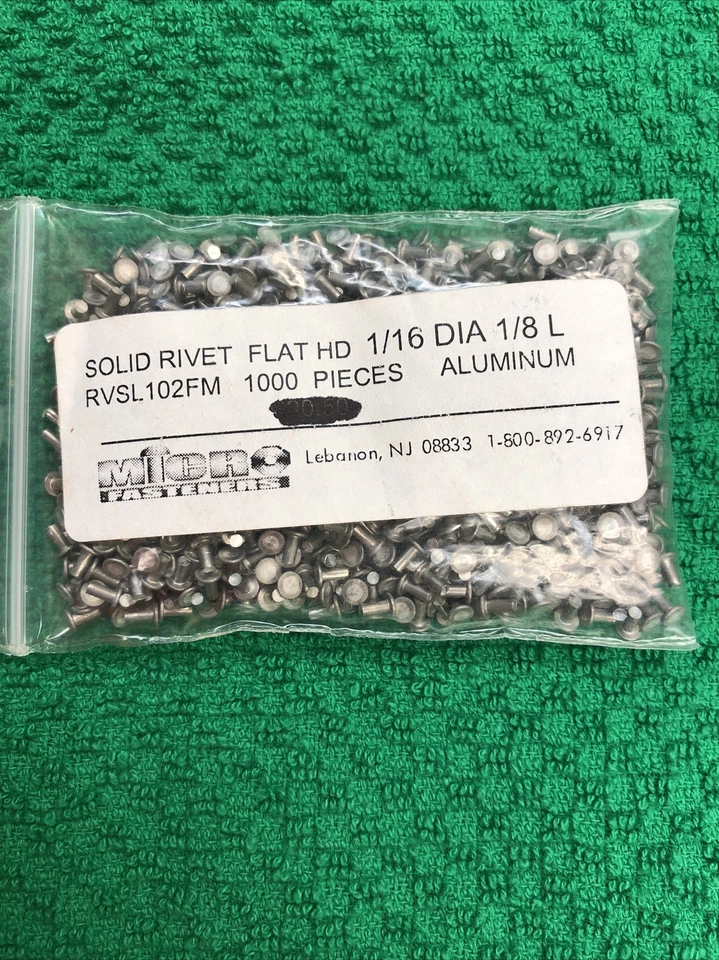 SOLID RIVET FLAT HD 1/16 DIA 1/8 L
RVSL102FM 1000 PIECES ALUMINUM
MICRO
FASTENERS
Lebanon, NJ 08833 1-800-892-6917